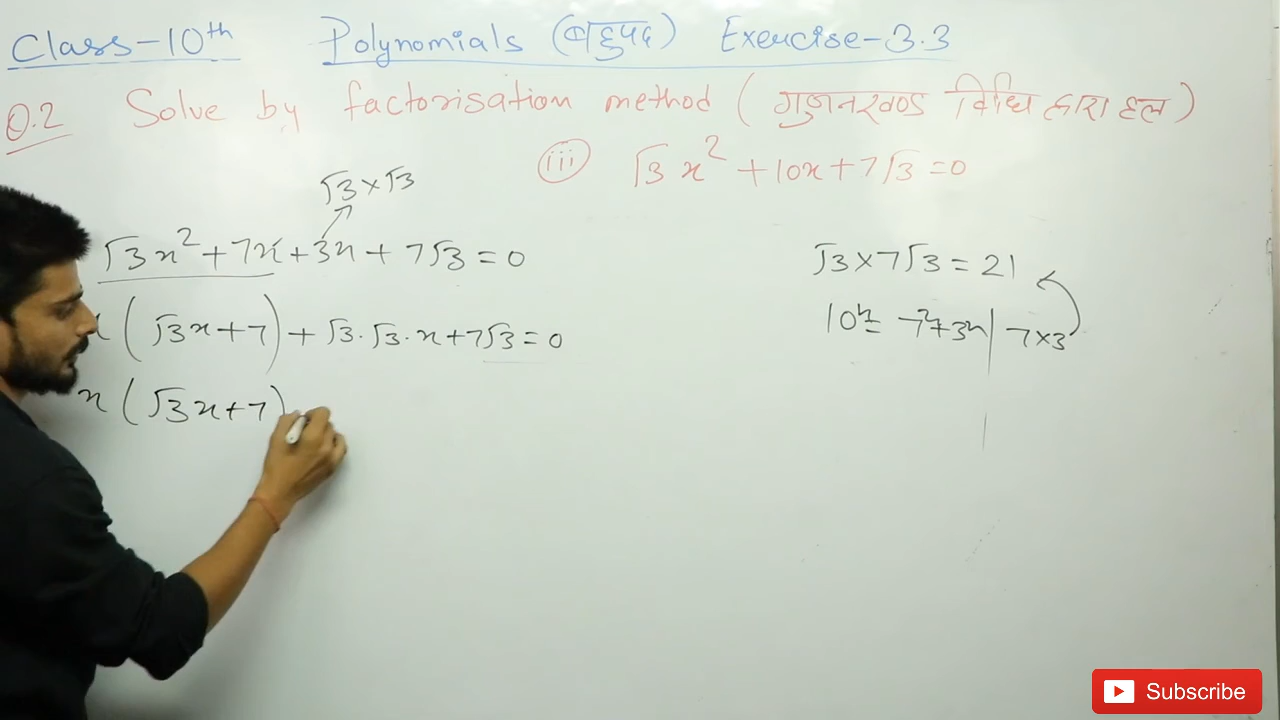 Class-10th Polynomials (बहुपद) Exercise-3.3
Q.2 Solve by factorisation method (गुणनखण्ड विधि द्वारा हल)
(iii) √3 x² + 10x + 7√3 = 0
√3 × √3
√3x² + 7x + 3x + 7√3 = 0
x(√3x + 7) + √3·√3·x + 7√3 = 0
x(√3x + 7)
√3 × 7√3 = 21
10x = 7x + 3x | 7 × 3
Subscribe